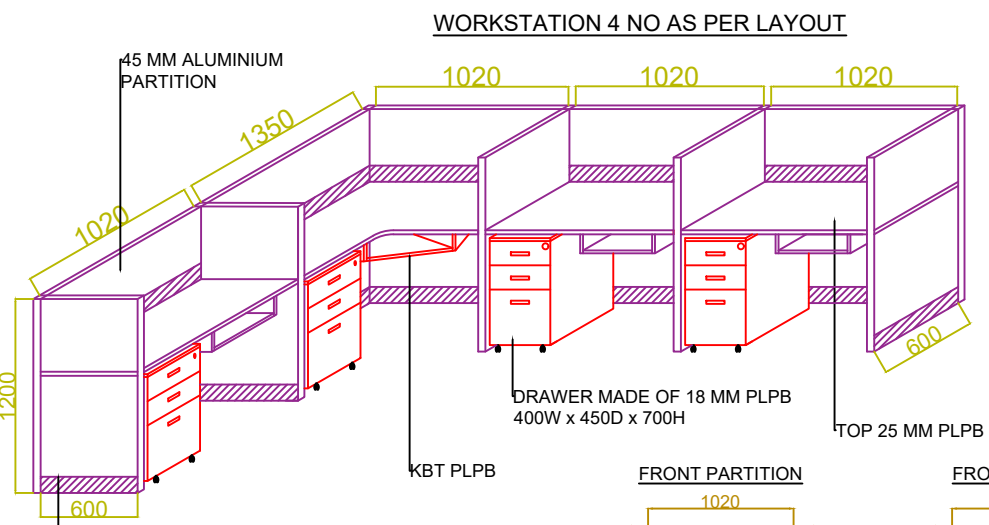 WORKSTATION 4 NO AS PER LAYOUT
45 MM ALUMINIUM
PARTITION
1020
1020
1020
1350
1020
1200
600
600
DRAWER MADE OF 18 MM PLPB
400W x 450D x 700H
TOP 25 MM PLPB
KBT PLPB
FRONT PARTITION
1020
FRO